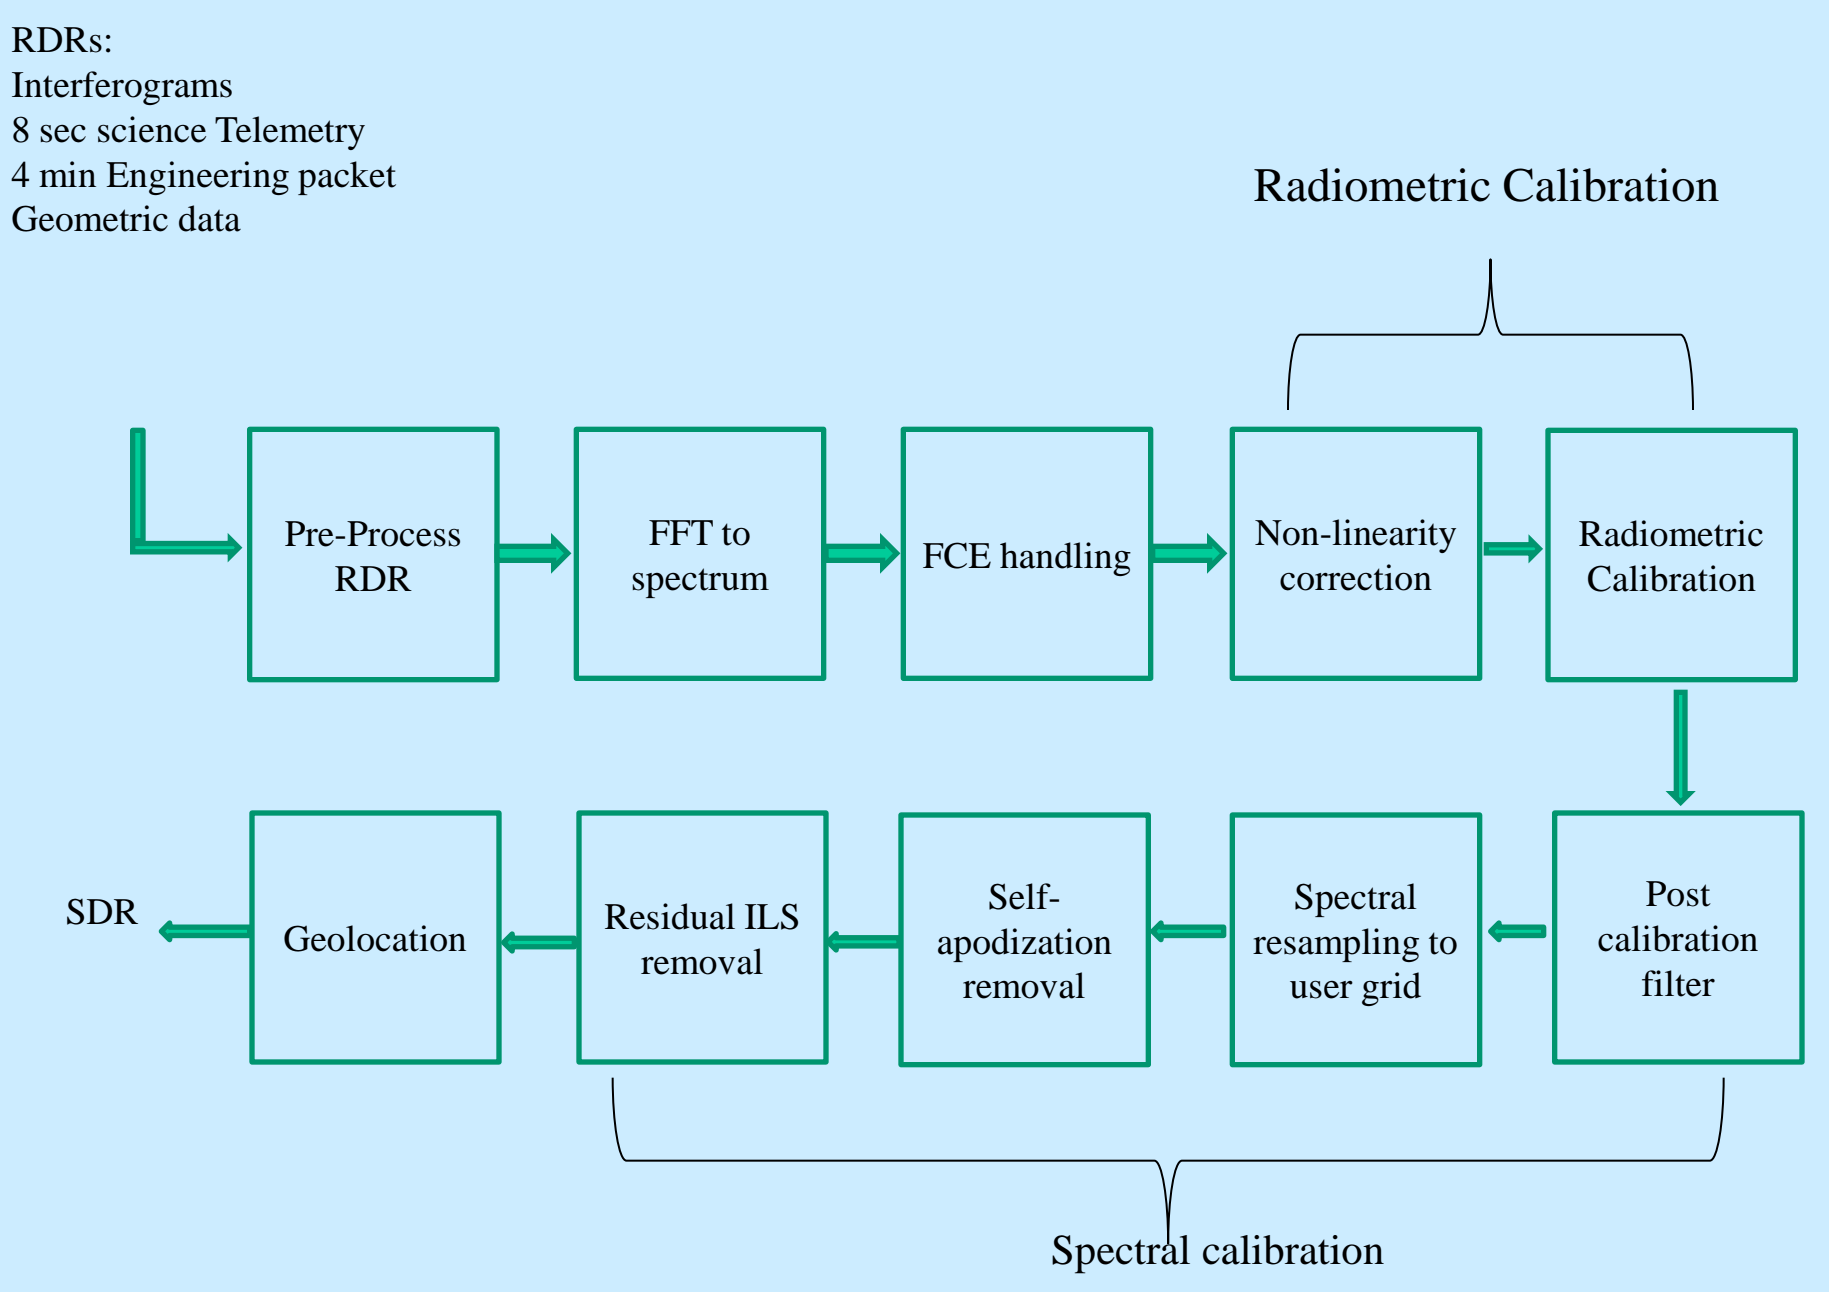 RDRs:
Interferograms
8 sec science Telemetry
4 min Engineering packet
Geometric data
Radiometric Calibration
Pre-Process
RDR
FFT to
spectrum
FCE handling
Non-linearity
correction
Radiometric
Calibration
SDR
Geolocation
Residual ILS
removal
Self-
apodization
removal
Spectral
resampling to
user grid
Post
calibration
filter
Spectral calibration